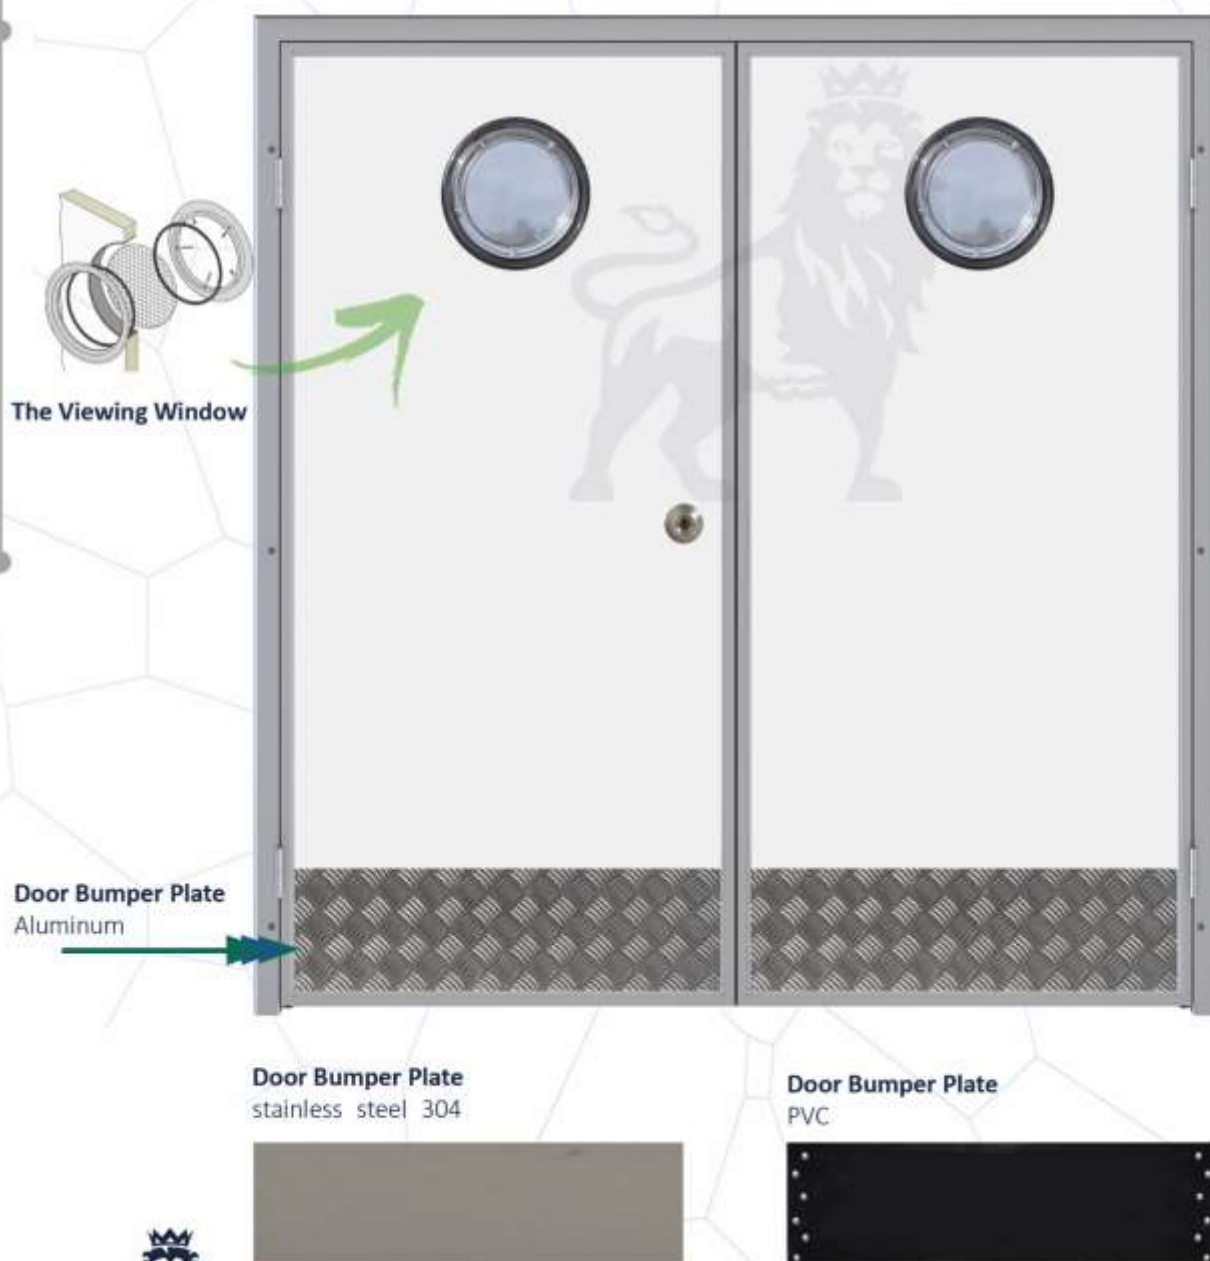 The Viewing Window
Door Bumper Plate
Aluminum
Door Bumper Plate
stainless steel 304
Door Bumper Plate
PVC